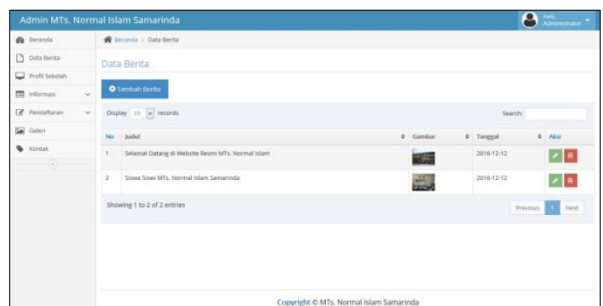 Admin MTs. Normal Islam Samarinda
Administrator
Beranda
Data Berita
Profil Sekolah
Informasi
Pendaftaran
Galeri
Kontak
Beranda > Data Berita
Data Berita
Tambah Berita
Display 10 records
Search:
No Judul Gambar Tanggal Aksi
1 Selamat Datang di Website Resmi MTs. Normal Islam 2016-12-12
2 Siswa Siswi MTs. Normal Islam Samarinda 2016-12-12
Showing 1 to 2 of 2 entries
Previous 1 Next
Copyright © MTs. Normal Islam Samarinda